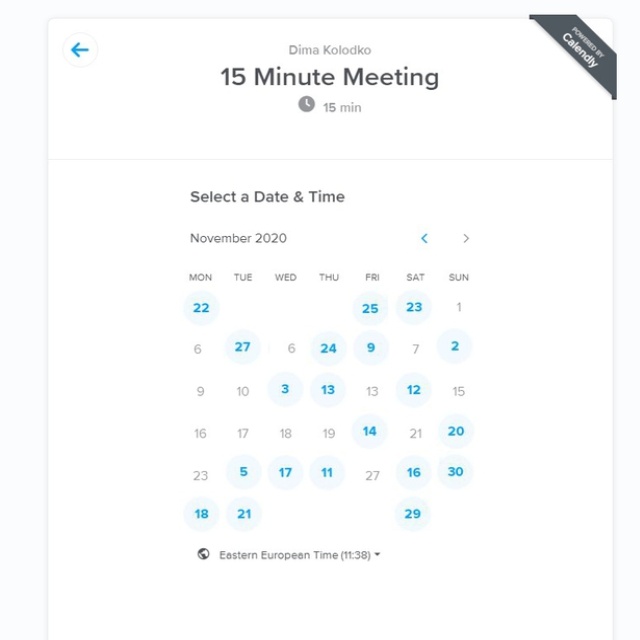 POWERED BY
Calendly
Dima Kolodko
15 Minute Meeting
15 min
Select a Date & Time
November 2020
MON TUE WED THU FRI SAT SUN
22 25 23 1
6 27 6 24 9 7 2
9 10 3 13 13 12 15
16 17 18 19 14 21 20
23 5 17 11 27 16 30
18 21 29
Eastern European Time (11:38)